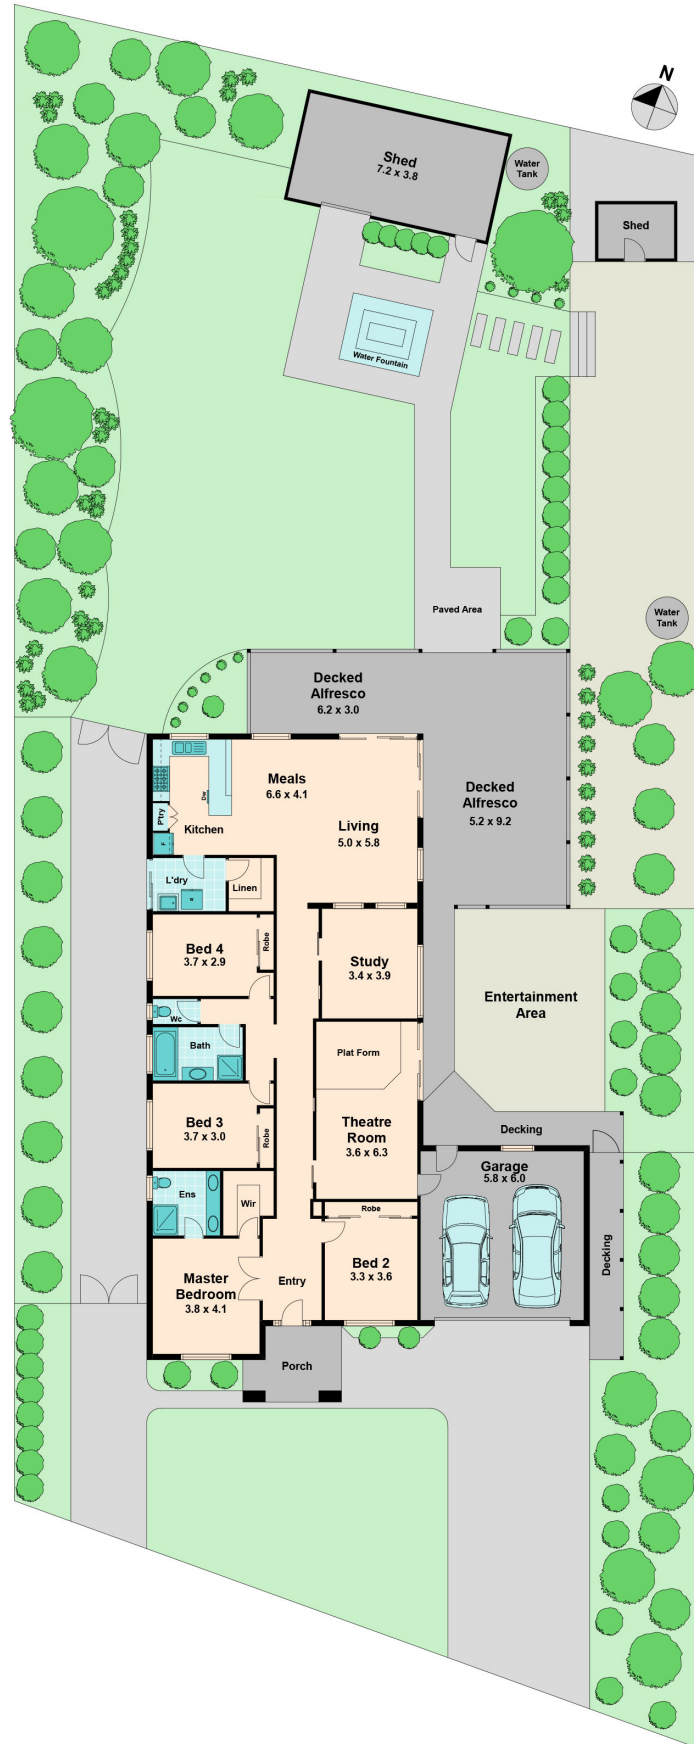 N
Shed
7.2 x 3.8
Water
Tank
Shed
Water Fountain
Paved Area
Water
Tank
Decked
Alfresco
6.2 x 3.0
Meals
6.6 x 4.1
Decked
Alfresco
5.2 x 9.2
Dw
P'try
Kitchen
Living
5.0 x 5.8
F
L'dry
Linen
Bed 4
3.7 x 2.9
Robe
Study
3.4 x 3.9
Entertainment
Area
Wc
Bath
Plat Form
Bed 3
3.7 x 3.0
Robe
Theatre
Room
3.6 x 6.3
Decking
Garage
5.8 x 6.0
Ens
Wir
Robe
Bed 2
3.3 x 3.6
Decking
Master
Bedroom
3.8 x 4.1
Entry
Porch